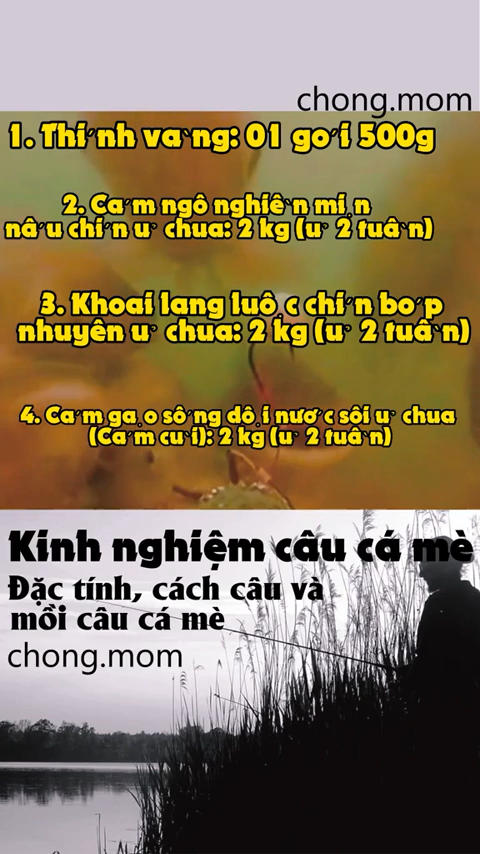 chong.mom
1. Thính vàng: 01 gói 500g
2. Cám ngô nghiền mịn
nấu chín ủ chua: 2 kg (ủ 2 tuần)
3. Khoai lang luộc chín bóp
nhuyên ủ chua: 2 kg (ủ 2 tuần)
4. Cám gạo sống dội nước sôi ủ chua
(Cám cúi): 2 kg (ủ 2 tuần)
Kinh nghiệm câu cá mè
Đặc tính, cách câu và
mồi câu cá mè
chong.mom